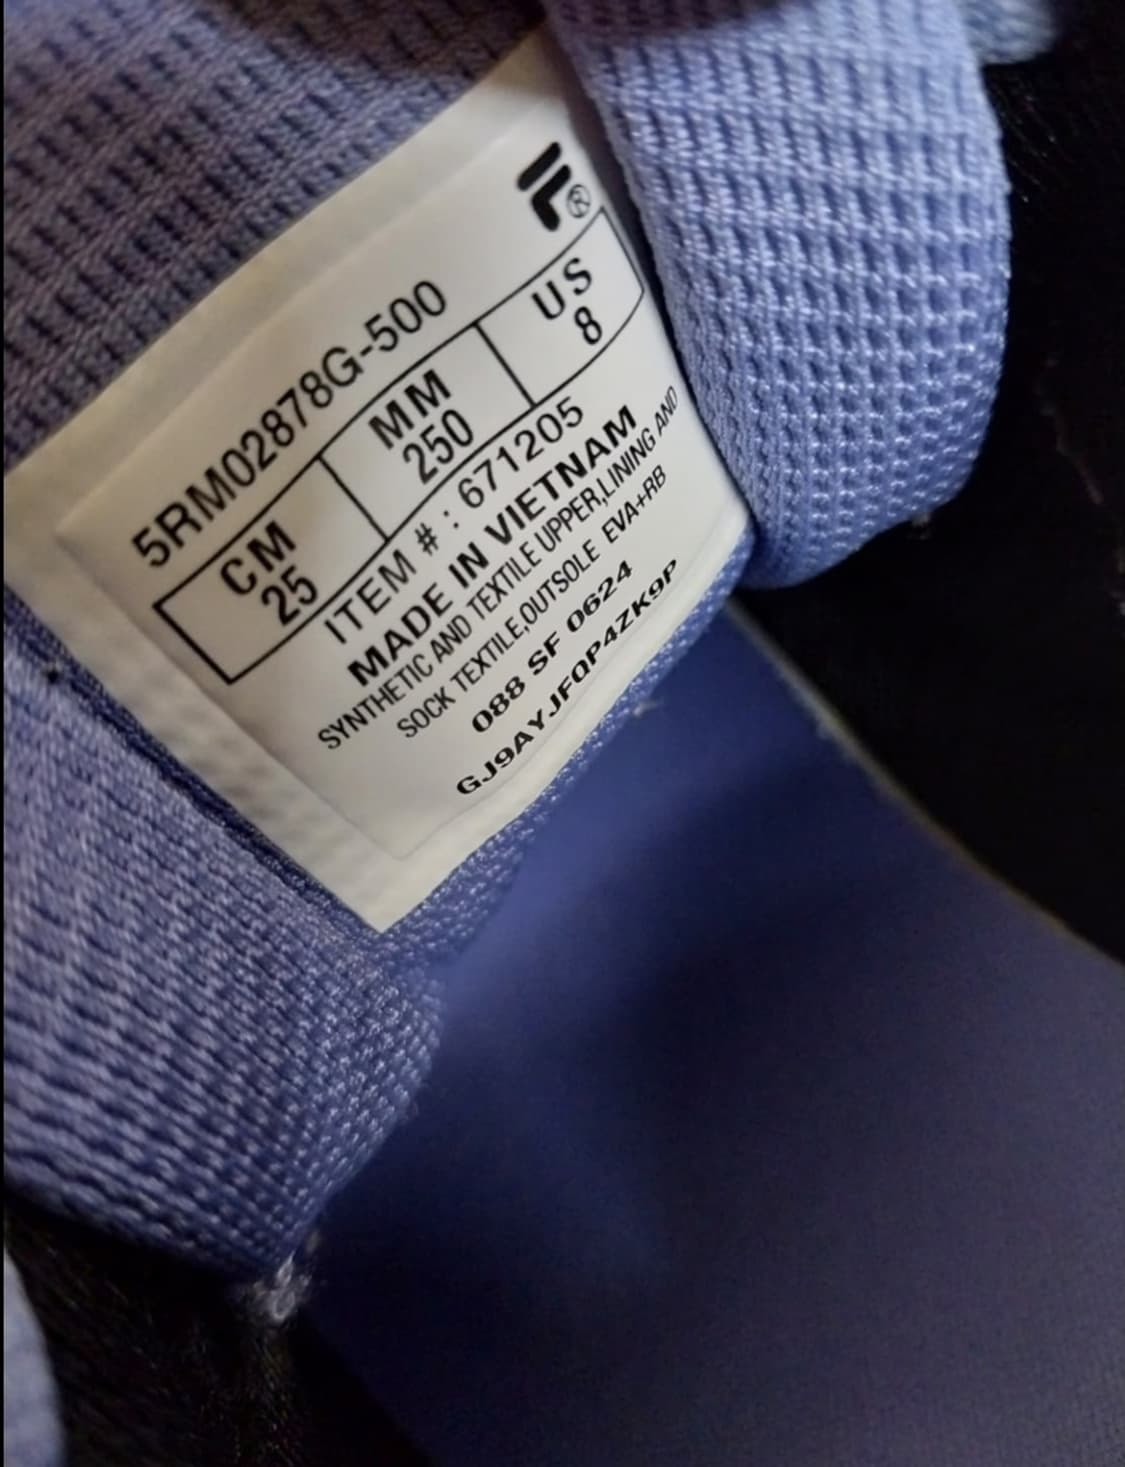 F®
5RM02878G-500
CM MM US
25 250 8
ITEM # : 671205
MADE IN VIETNAM
SYNTHETIC AND TEXTILE UPPER,LINING AND
SOCK TEXTILE,OUTSOLE EVA+RB
088 SF 0624
GJ9AYJFQP4ZK9P